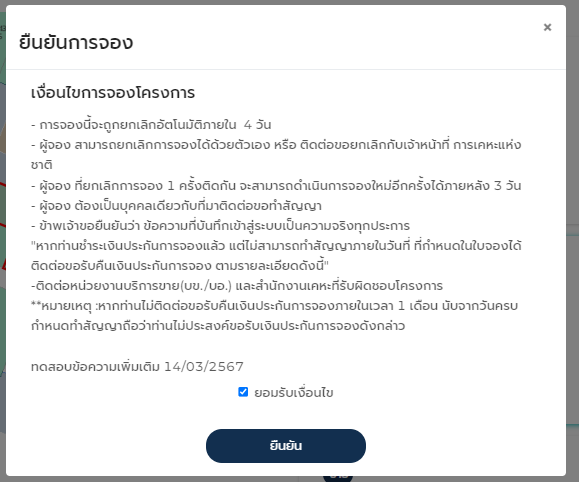 ×
ยืนยันการจอง
เงื่อนไขการจองโครงการ
- การจองนี้จะถูกยกเลิกอัตโนมัติภายใน 4 วัน
- ผู้จอง สามารถยกเลิกการจองได้ด้วยตัวเอง หรือ ติดต่อขอยกเลิกกับเจ้าหน้าที่ การเคหะแห่ง
ชาติ
- ผู้จอง ที่ยกเลิกการจอง 1 ครั้งติดกัน จะสามารถดำเนินการจองใหม่อีกครั้งได้ภายหลัง 3 วัน
- ผู้จอง ต้องเป็นบุคคลเดียวกับที่มาติดต่อขอทำสัญญา
- ข้าพเจ้าขอยืนยันว่า ข้อความที่บันทึกเข้าสู่ระบบเป็นความจริงทุกประการ
"หากท่านชำระเงินประกันการจองแล้ว แต่ไม่สามารถทำสัญญาภายในวันที่ ที่กำหนดในใบจองได้
ติดต่อขอรับคืนเงินประกันการจอง ตามรายละเอียดดังนี้"
-ติดต่อหน่วยงานบริการขาย(บข./บอ.) และสำนักงานเคหะที่รับผิดชอบโครงการ
**หมายเหตุ :หากท่านไม่ติดต่อขอรับคืนเงินประกันการจองภายในเวลา 1 เดือน นับจากวันครบ
กำหนดทำสัญญาถือว่าท่านไม่ประสงค์ขอรับเงินประกันการจองดังกล่าว
ทดสอบข้อความเพิ่มเติม 14/03/2567
ยอมรับเงื่อนไข
ยืนยัน